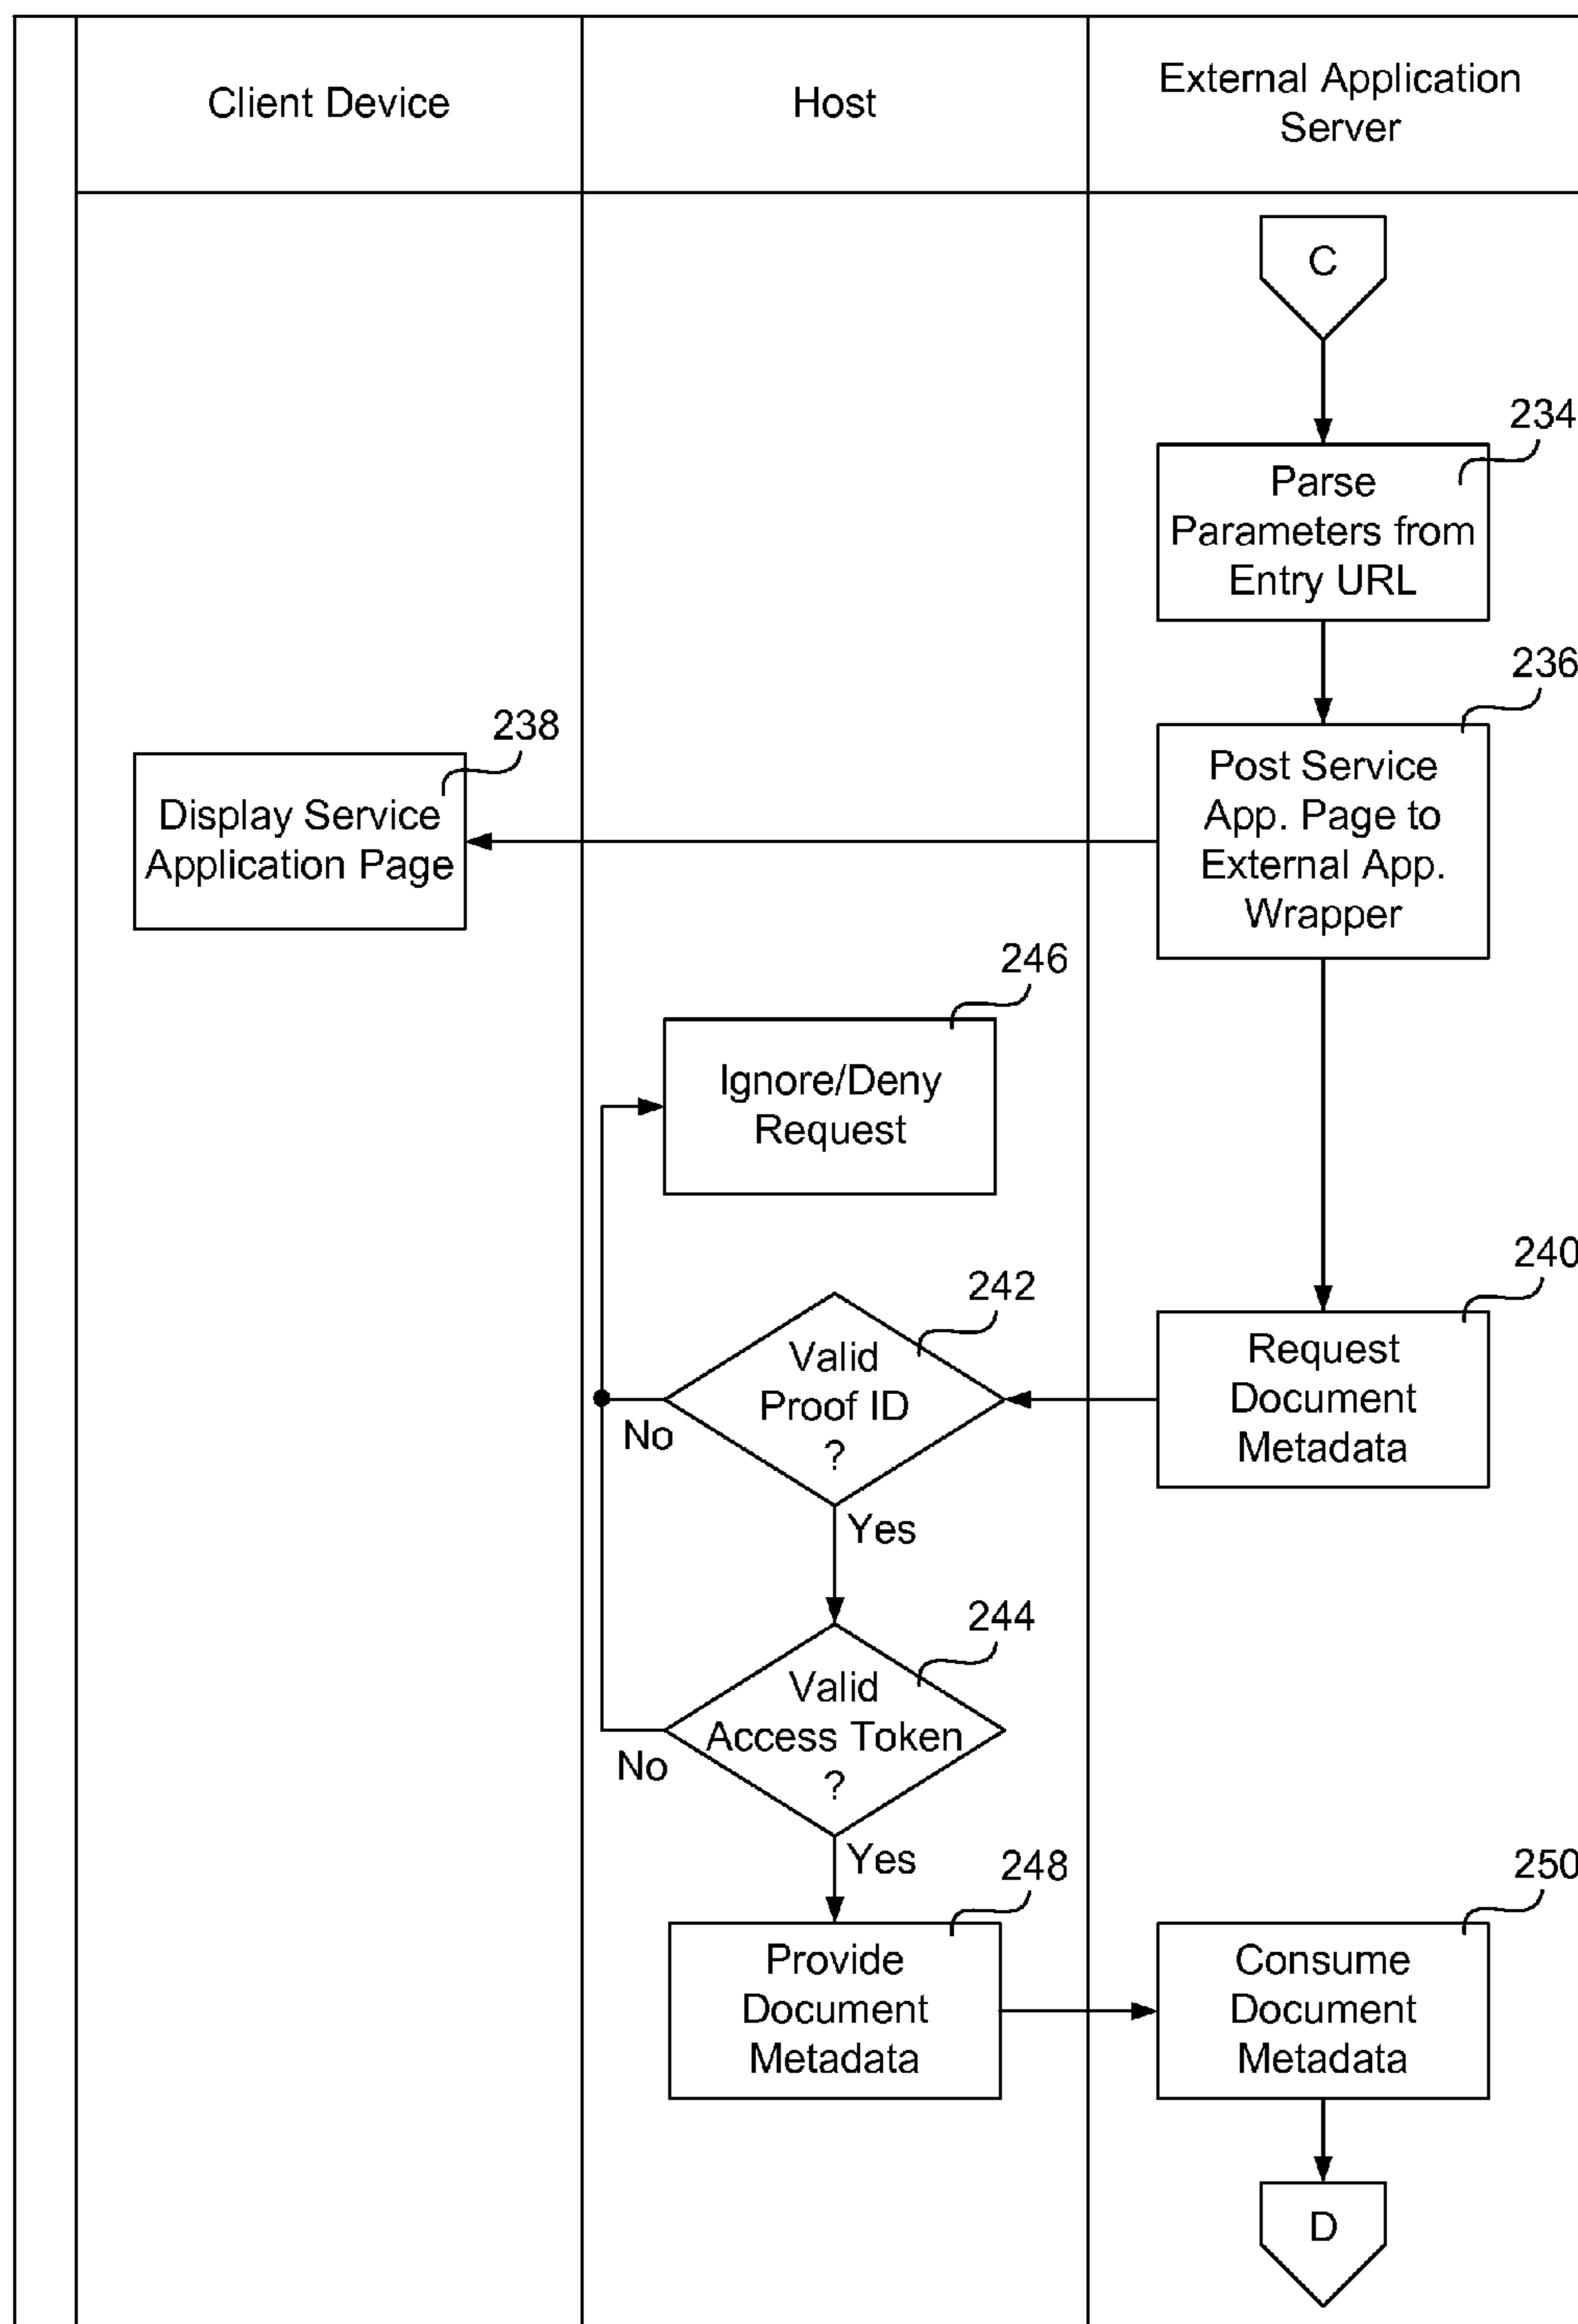 Client Device
Host
External Application
Server
C
234
Parse
Parameters from
Entry URL
236
Post Service
App. Page to
External App.
Wrapper
238
Display Service
Application Page
246
Ignore/Deny
Request
240
Request
Document
Metadata
242
Valid
Proof ID
?
No
Yes
244
Valid
Access Token
?
No
Yes
248
Provide
Document
Metadata
250
Consume
Document
Metadata
D